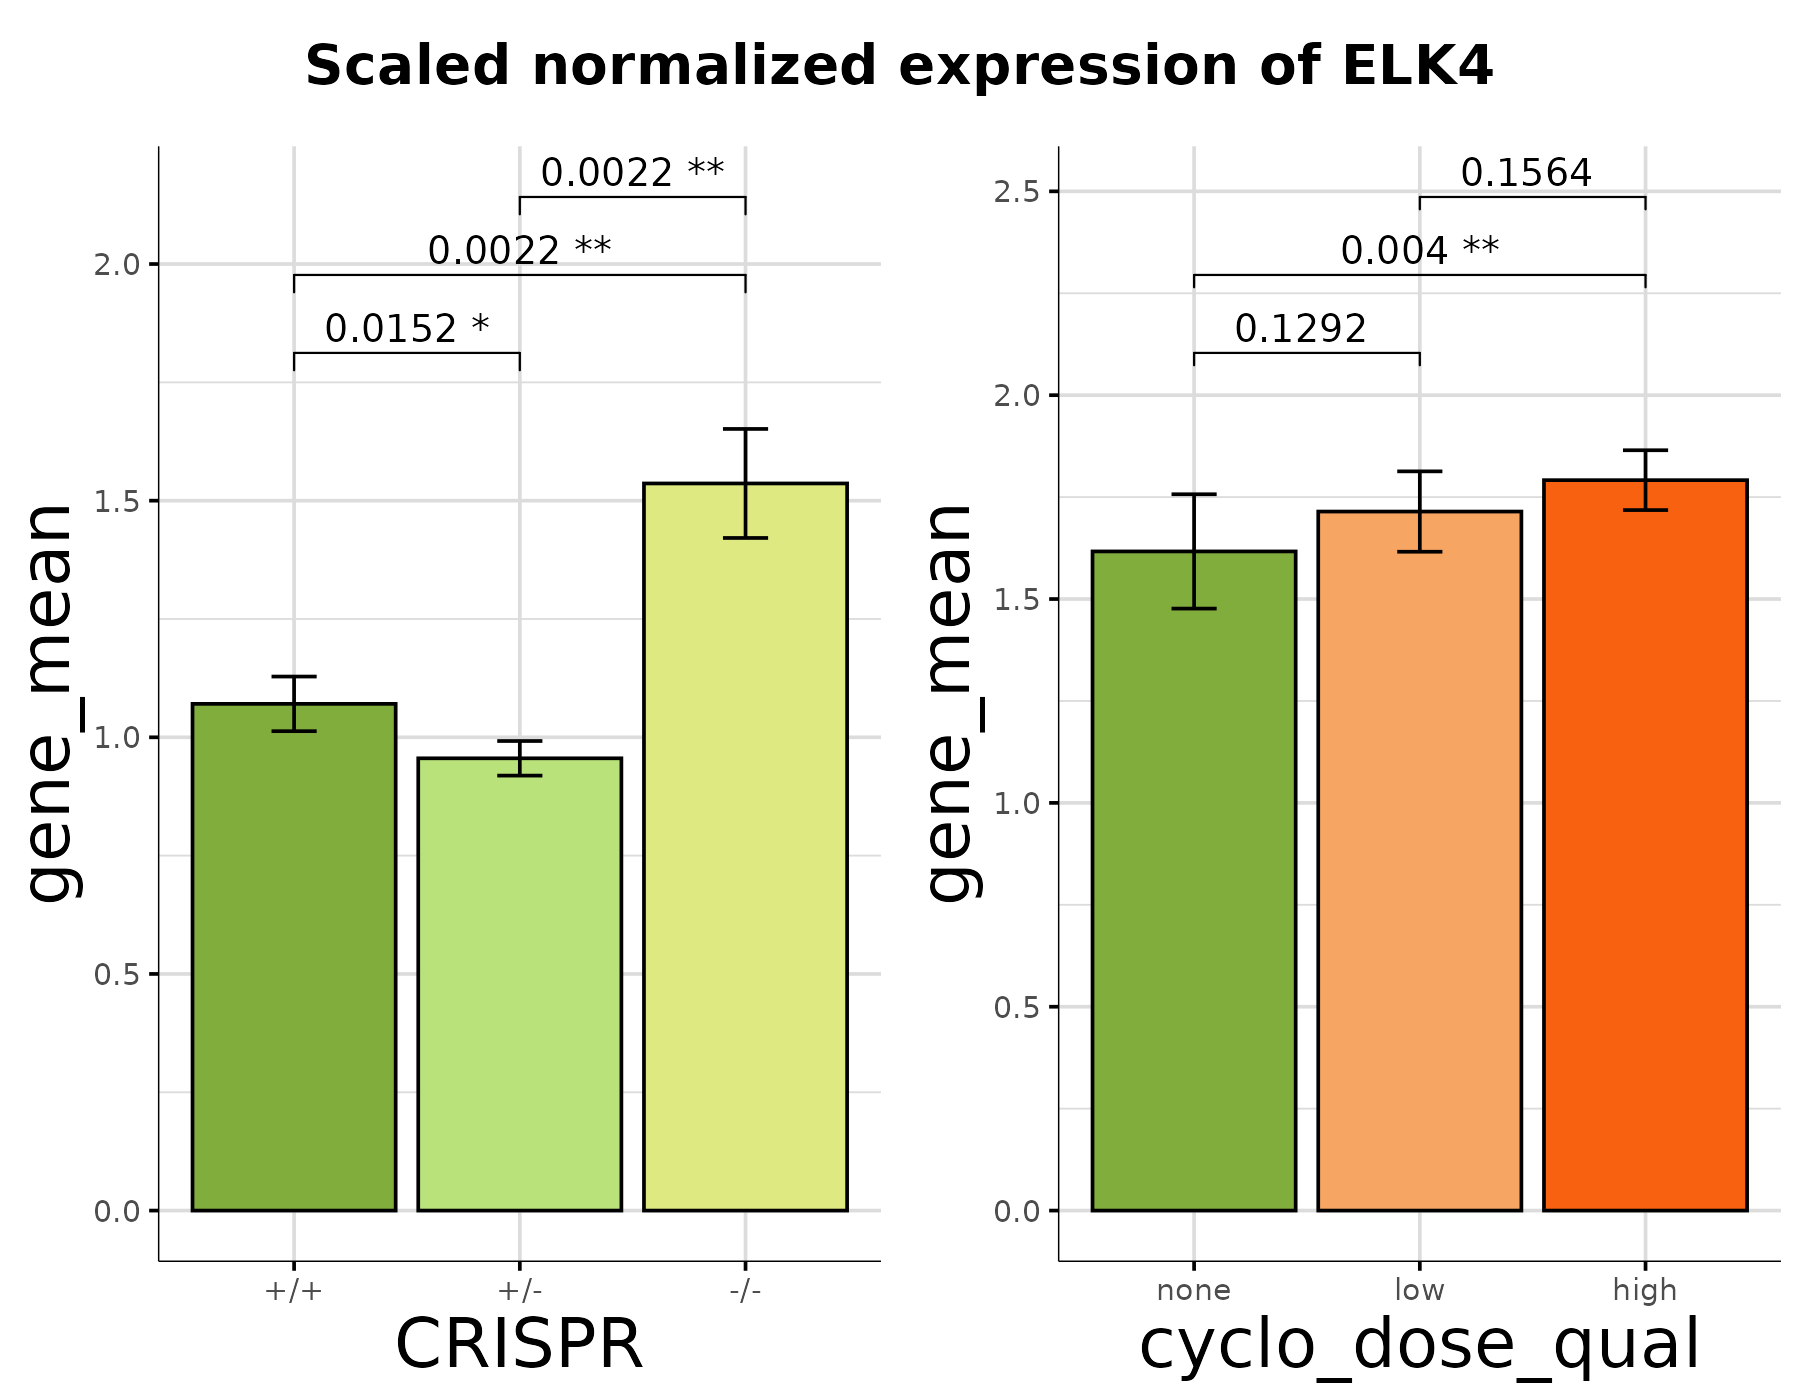 Scaled normalized expression of ELK4
gene_mean
2.0
1.5
1.0
0.5
0.0
0.0022 **
0.0022 **
0.0152 *
+/+ +/- -/-
CRISPR
gene_mean
2.5
2.0
1.5
1.0
0.5
0.0
0.1564
0.004 **
0.1292
none low high
cyclo_dose_qual